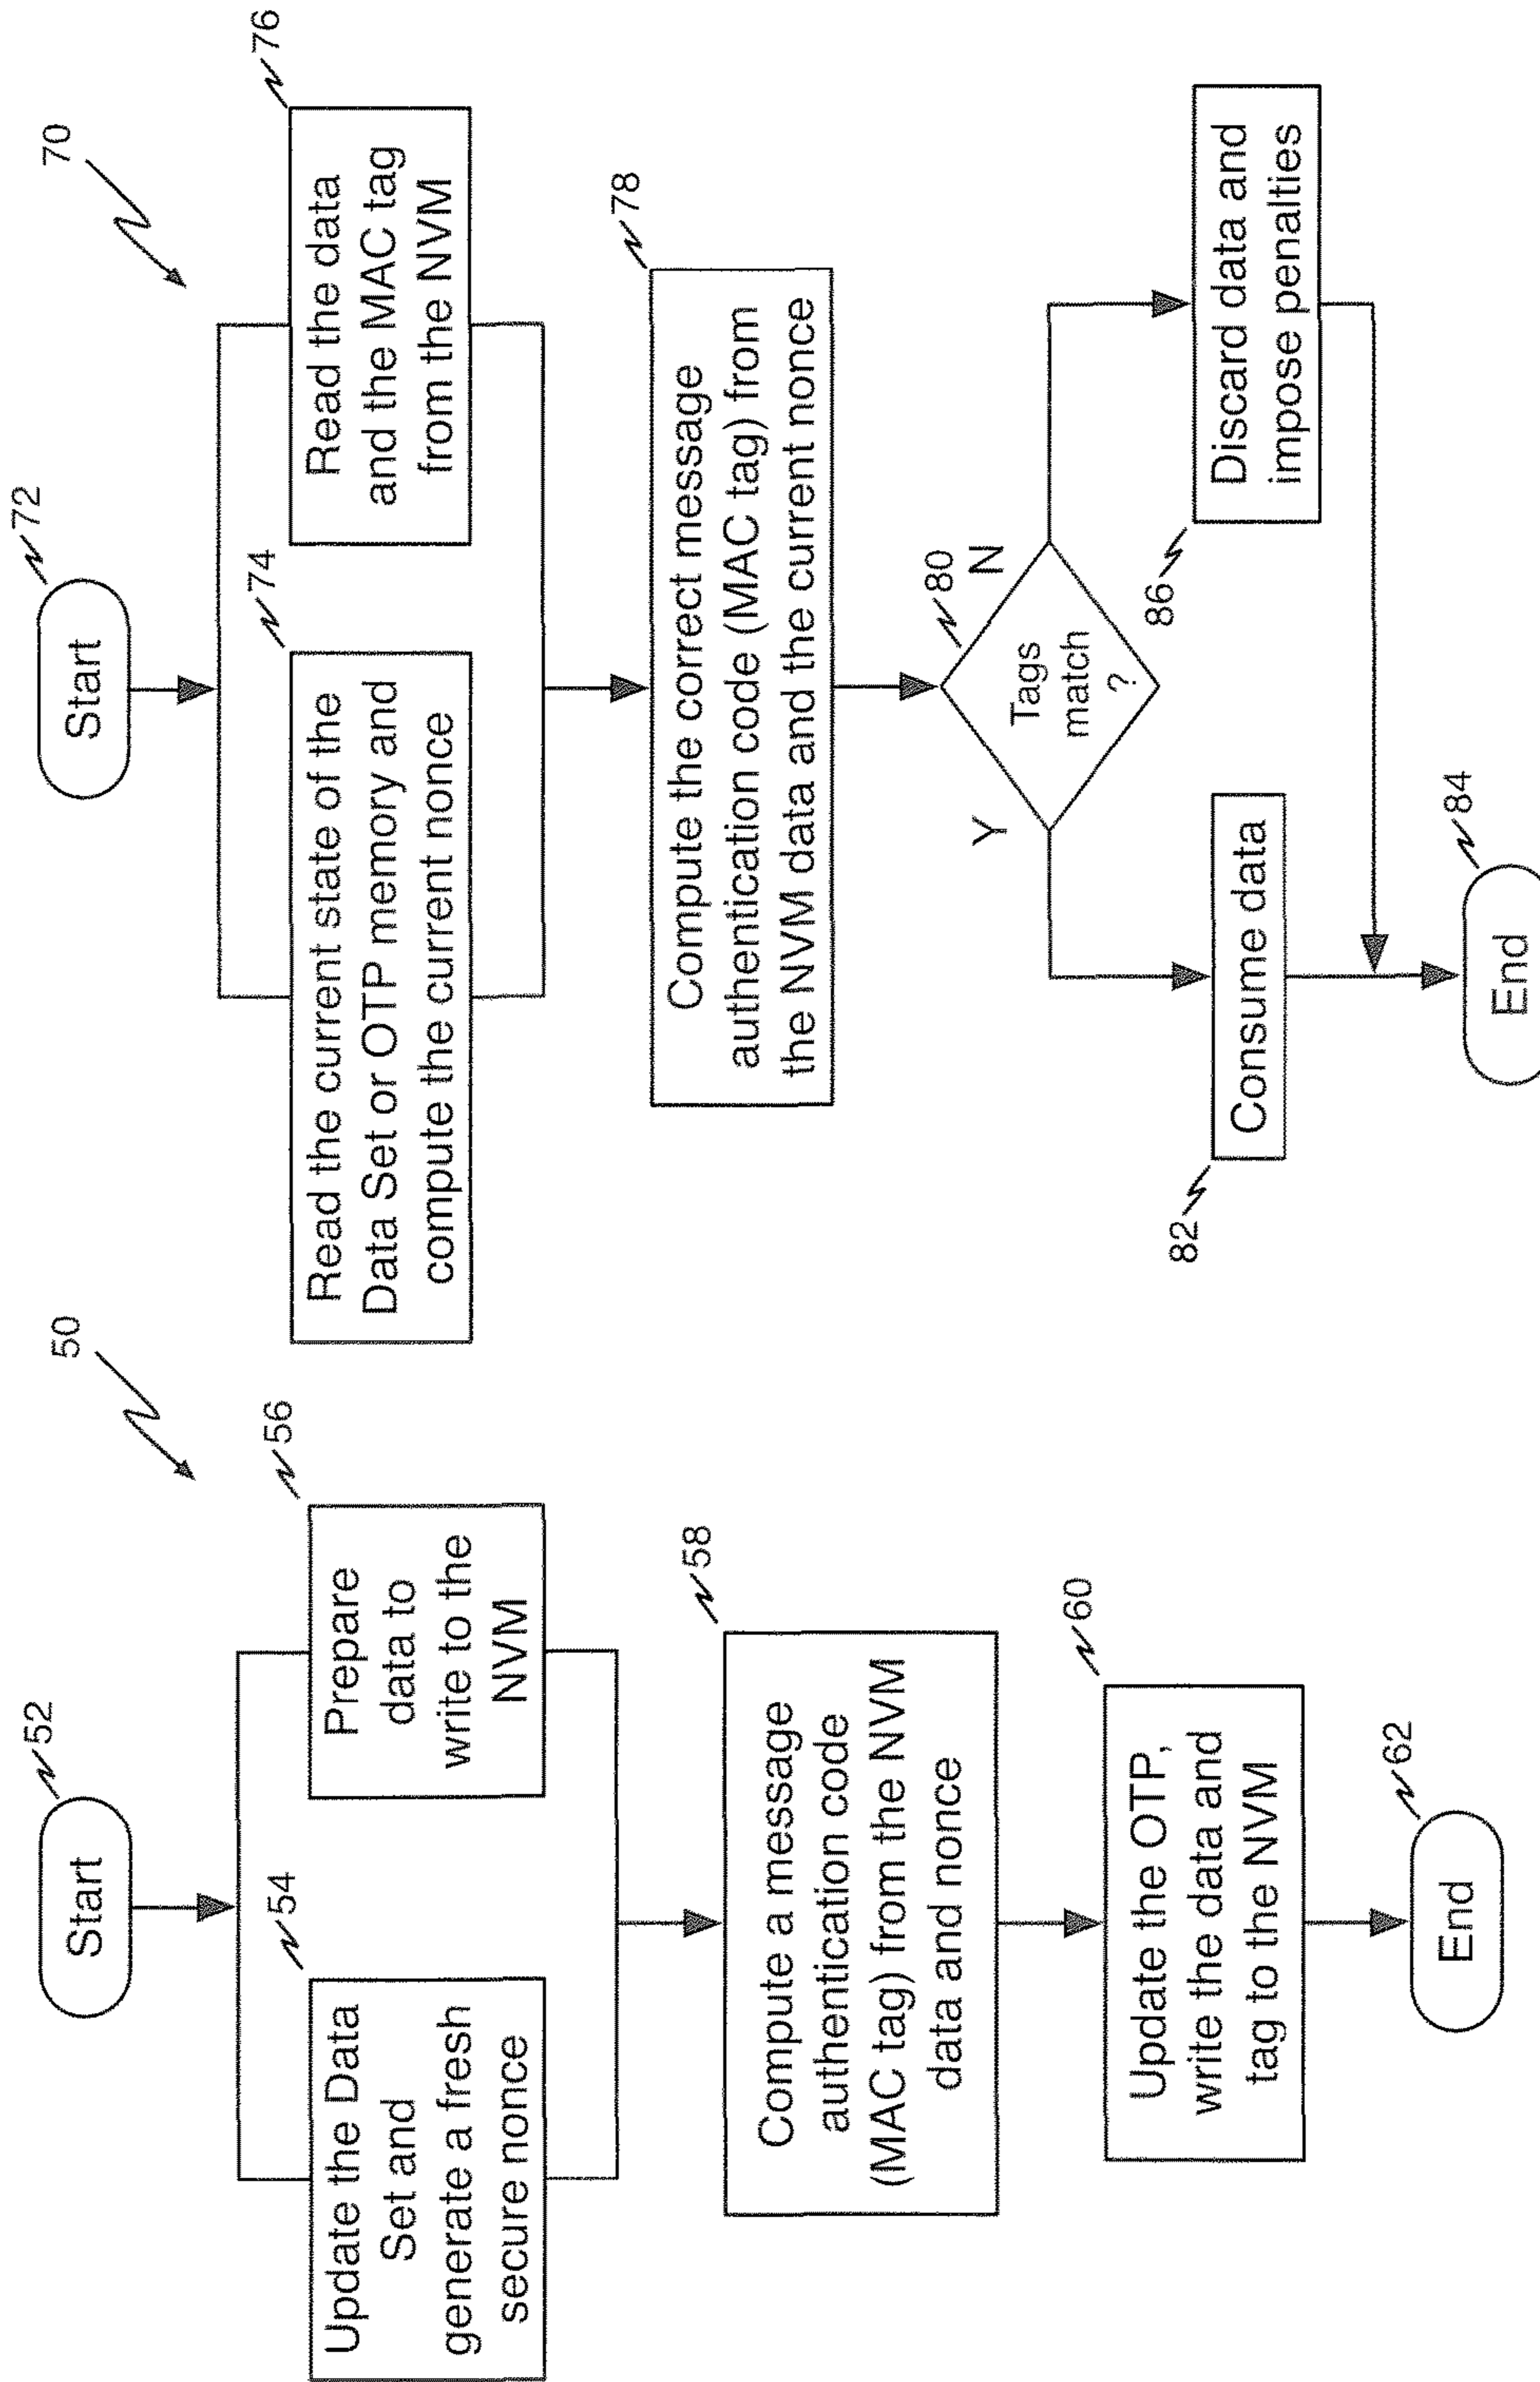 50
52
Start
54
Update the Data
Set and
generate a fresh
secure nonce
56
Prepare
data to
write to the
NVM
58
Compute a message
authentication code
(MAC tag) from the NVM
data and nonce
60
Update the OTP,
write the data and
tag to the NVM
62
End
70
72
Start
74
Read the current state of the
Data Set or OTP memory and
compute the current nonce
76
Read the data
and the MAC tag
from the NVM
78
Compute the correct message
authentication code (MAC tag) from
the NVM data and the current nonce
80
Tags
match
?
Y
N
82
Consume data
86
Discard data and
impose penalties
84
End